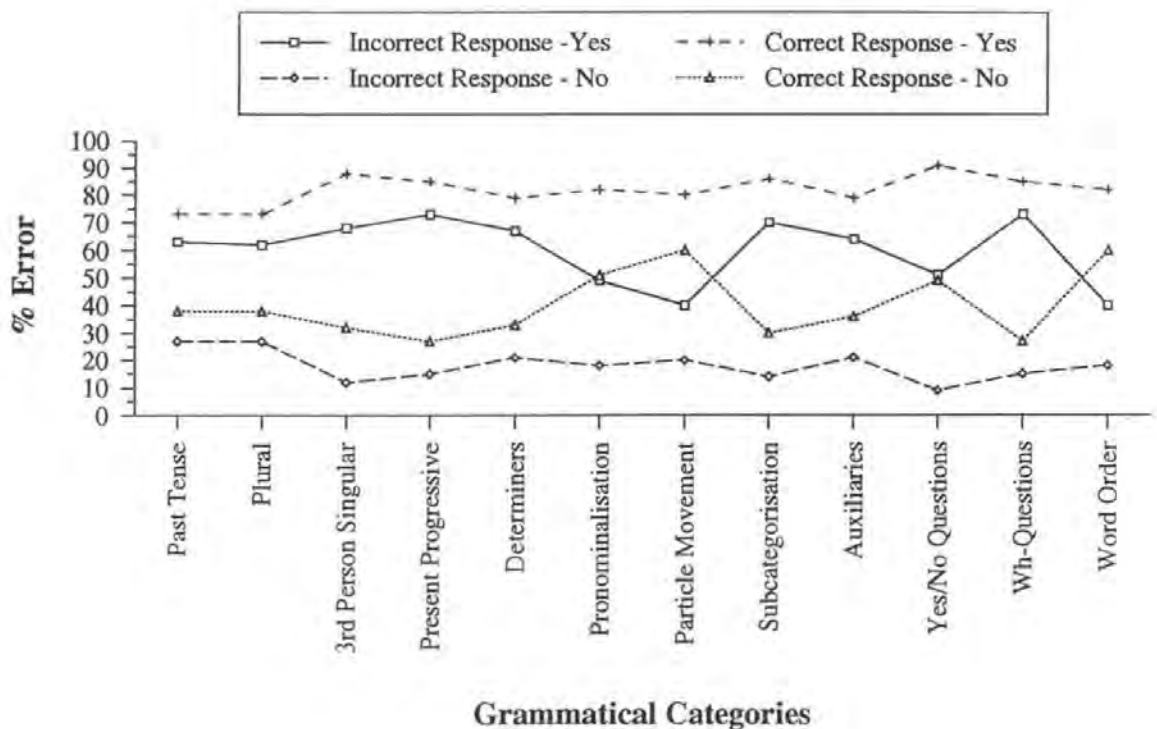 Incorrect Response -Yes
Correct Response - Yes
Incorrect Response - No
Correct Response - No
% Error
100
90
80
70
60
50
40
30
20
10
0
Past Tense
Plural
3rd Person Singular
Present Progressive
Determiners
Pronominalisation
Particle Movement
Subcategorisation
Auxiliaries
Yes/No Questions
Wh-Questions
Word Order
Grammatical Categories